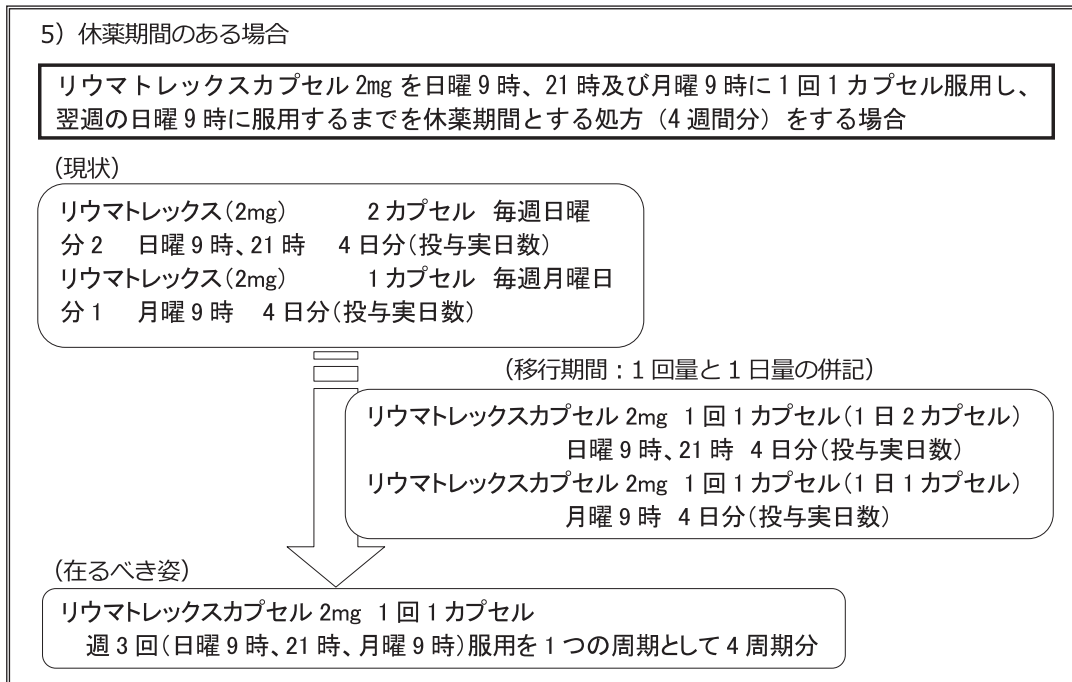 5）休薬期間のある場合
リウマトレックスカプセル 2mg を日曜 9 時、21 時及び月曜 9 時に 1 回 1 カプセル服用し、
翌週の日曜 9 時に服用するまでを休薬期間とする処方（4 週間分）をする場合
（現状）
リウマトレックス（2mg） 2 カプセル 毎週日曜
分 2 日曜 9 時、21 時 4 日分（投与実日数）
リウマトレックス（2mg） 1 カプセル 毎週月曜日
分 1 月曜 9 時 4 日分（投与実日数）
（移行期間：1 回量と 1 日量の併記）
リウマトレックスカプセル 2mg 1 回 1 カプセル（1 日 2 カプセル）
日曜 9 時、21 時 4 日分（投与実日数）
リウマトレックスカプセル 2mg 1 回 1 カプセル（1 日 1 カプセル）
月曜 9 時 4 日分（投与実日数）
（在るべき姿）
リウマトレックスカプセル 2mg 1 回 1 カプセル
週 3 回（日曜 9 時、21 時、月曜 9 時）服用を 1 つの周期として 4 周期分